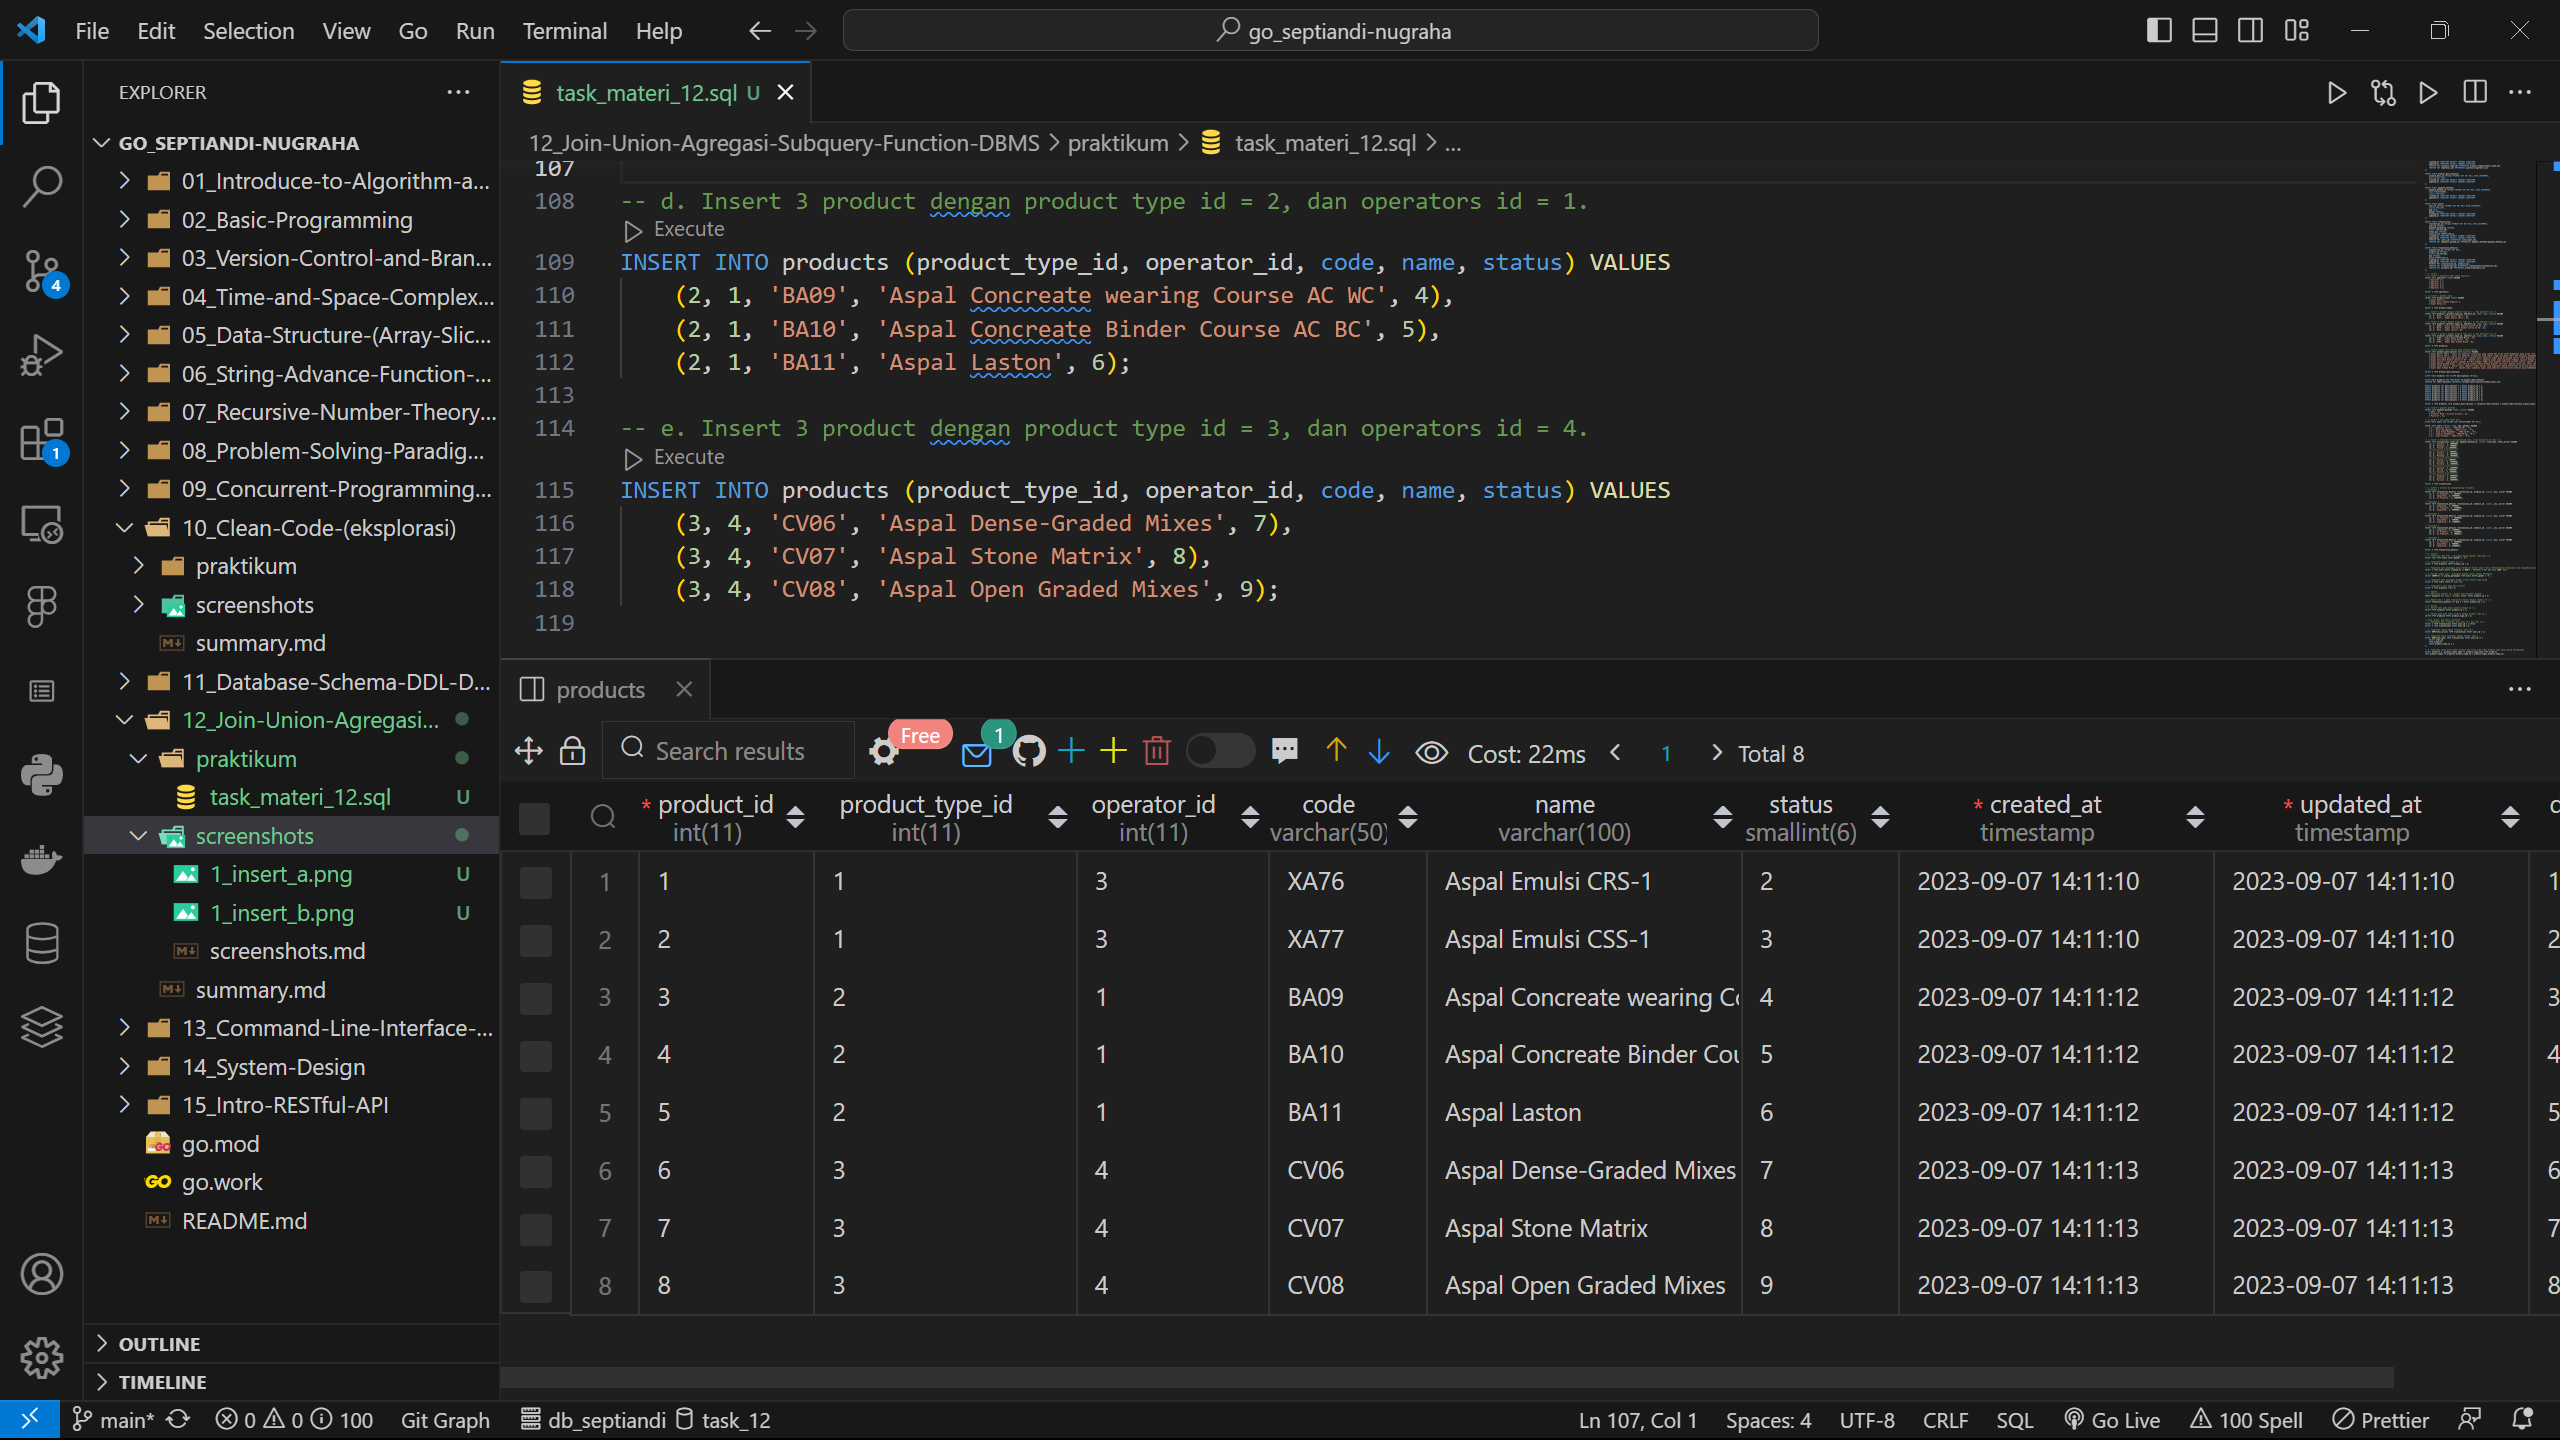 File Edit Selection View Go Run Terminal Help
go_septiandi-nugraha
EXPLORER
GO_SEPTIANDI-NUGRAHA
01_Introduce-to-Algorithm-a...
02_Basic-Programming
03_Version-Control-and-Bran...
4
04_Time-and-Space-Complex...
05_Data-Structure-(Array-Slic...
06_String-Advance-Function-...
07_Recursive-Number-Theory...
08_Problem-Solving-Paradig...
1
09_Concurrent-Programming...
10_Clean-Code-(eksplorasi)
praktikum
screenshots
summary.md
11_Database-Schema-DDL-D...
12_Join-Union-Agregasi...
praktikum
task_materi_12.sql U
screenshots
1_insert_a.png U
1_insert_b.png U
screenshots.md
summary.md
13_Command-Line-Interface-...
14_System-Design
15_Intro-RESTful-API
go.mod
GO go.work
README.md
OUTLINE
TIMELINE
task_materi_12.sql U
12_Join-Union-Agregasi-Subquery-Function-DBMS > praktikum > task_materi_12.sql > ...
107
108 -- d. Insert 3 product dengan product type id = 2, dan operators id = 1.
Execute
109 INSERT INTO products (product_type_id, operator_id, code, name, status) VALUES
110 (2, 1, 'BA09', 'Aspal Concreate wearing Course AC WC', 4),
111 (2, 1, 'BA10', 'Aspal Concreate Binder Course AC BC', 5),
112 (2, 1, 'BA11', 'Aspal Laston', 6);
113
114 -- e. Insert 3 product dengan product type id = 3, dan operators id = 4.
Execute
115 INSERT INTO products (product_type_id, operator_id, code, name, status) VALUES
116 (3, 4, 'CV06', 'Aspal Dense-Graded Mixes', 7),
117 (3, 4, 'CV07', 'Aspal Stone Matrix', 8),
118 (3, 4, 'CV08', 'Aspal Open Graded Mixes', 9);
119
products
Search results Free 1 Cost: 22ms < 1 > Total 8
* product_id product_type_id operator_id code name status * created_at * updated_at
int(11) int(11) int(11) varchar(50) varchar(100) smallint(6) timestamp timestamp
1 1 1 3 XA76 Aspal Emulsi CRS-1 2 2023-09-07 14:11:10 2023-09-07 14:11:10 1
2 2 1 3 XA77 Aspal Emulsi CSS-1 3 2023-09-07 14:11:10 2023-09-07 14:11:10 2
3 3 2 1 BA09 Aspal Concreate wearing Co 4 2023-09-07 14:11:12 2023-09-07 14:11:12 3
4 4 2 1 BA10 Aspal Concreate Binder Cou 5 2023-09-07 14:11:12 2023-09-07 14:11:12 4
5 5 2 1 BA11 Aspal Laston 6 2023-09-07 14:11:12 2023-09-07 14:11:12 5
6 6 3 4 CV06 Aspal Dense-Graded Mixes 7 2023-09-07 14:11:13 2023-09-07 14:11:13 6
7 7 3 4 CV07 Aspal Stone Matrix 8 2023-09-07 14:11:13 2023-09-07 14:11:13 7
8 8 3 4 CV08 Aspal Open Graded Mixes 9 2023-09-07 14:11:13 2023-09-07 14:11:13 8
main* 0 0 100 Git Graph db_septiandi task_12 Ln 107, Col 1 Spaces: 4 UTF-8 CRLF SQL Go Live 100 Spell Prettier